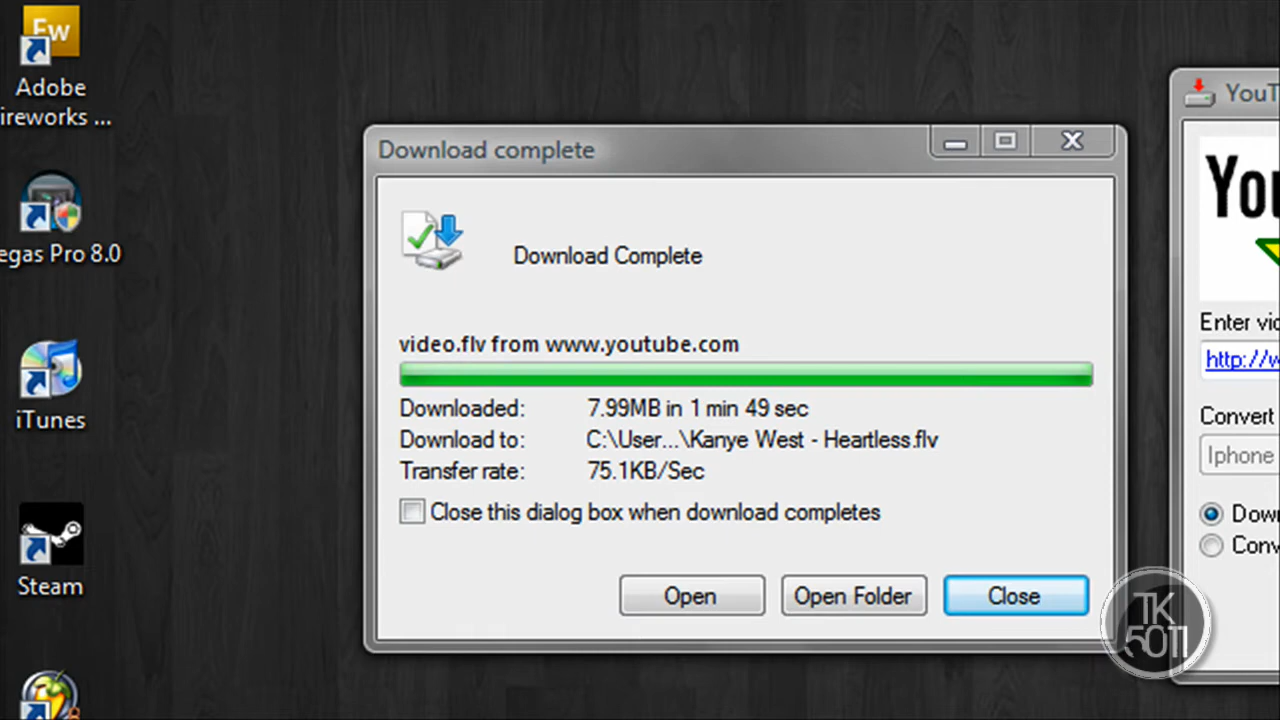 Fw
Adobe
ireworks ...
egas Pro 8.0
iTunes
Steam
Download complete
Download Complete
video.flv from www.youtube.com
Downloaded: 7.99MB in 1 min 49 sec
Download to: C:\User...\Kanye West - Heartless.flv
Transfer rate: 75.1KB/Sec
Close this dialog box when download completes
Open Open Folder Close
YouT
You
Enter vid
http://w
Convert
Iphone
Down
Conv
TK
5011